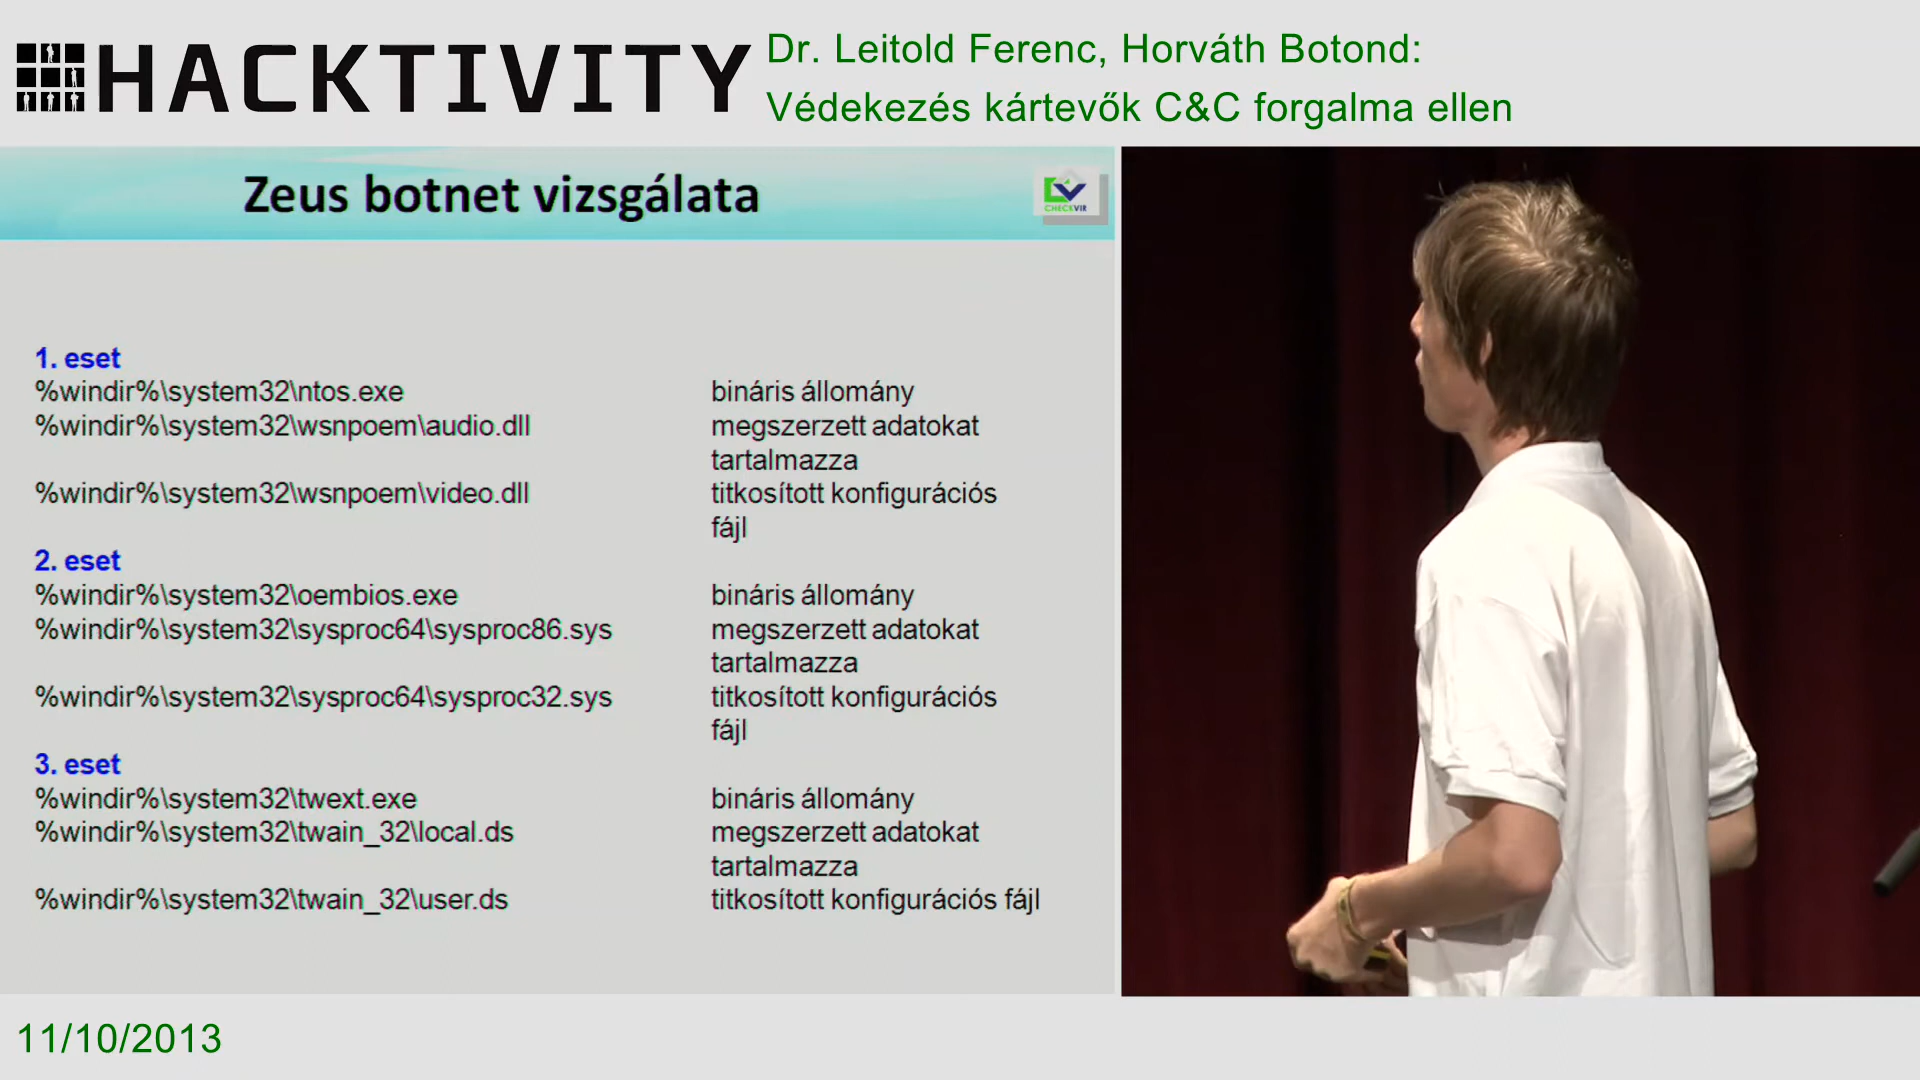 HACKTIVITY
Dr. Leitold Ferenc, Horváth Botond:
Védekezés kártevők C&C forgalma ellen
Zeus botnet vizsgálata
CHECKVIR
1. eset
%windir%\system32\ntos.exe bináris állomány
%windir%\system32\wsnpoem\audio.dll megszerzett adatokat
tartalmazza
%windir%\system32\wsnpoem\video.dll titkosított konfigurációs
fájl
2. eset
%windir%\system32\oembios.exe bináris állomány
%windir%\system32\sysproc64\sysproc86.sys megszerzett adatokat
tartalmazza
%windir%\system32\sysproc64\sysproc32.sys titkosított konfigurációs
fájl
3. eset
%windir%\system32\twext.exe bináris állomány
%windir%\system32\twain_32\local.ds megszerzett adatokat
tartalmazza
%windir%\system32\twain_32\user.ds titkosított konfigurációs fájl
11/10/2013